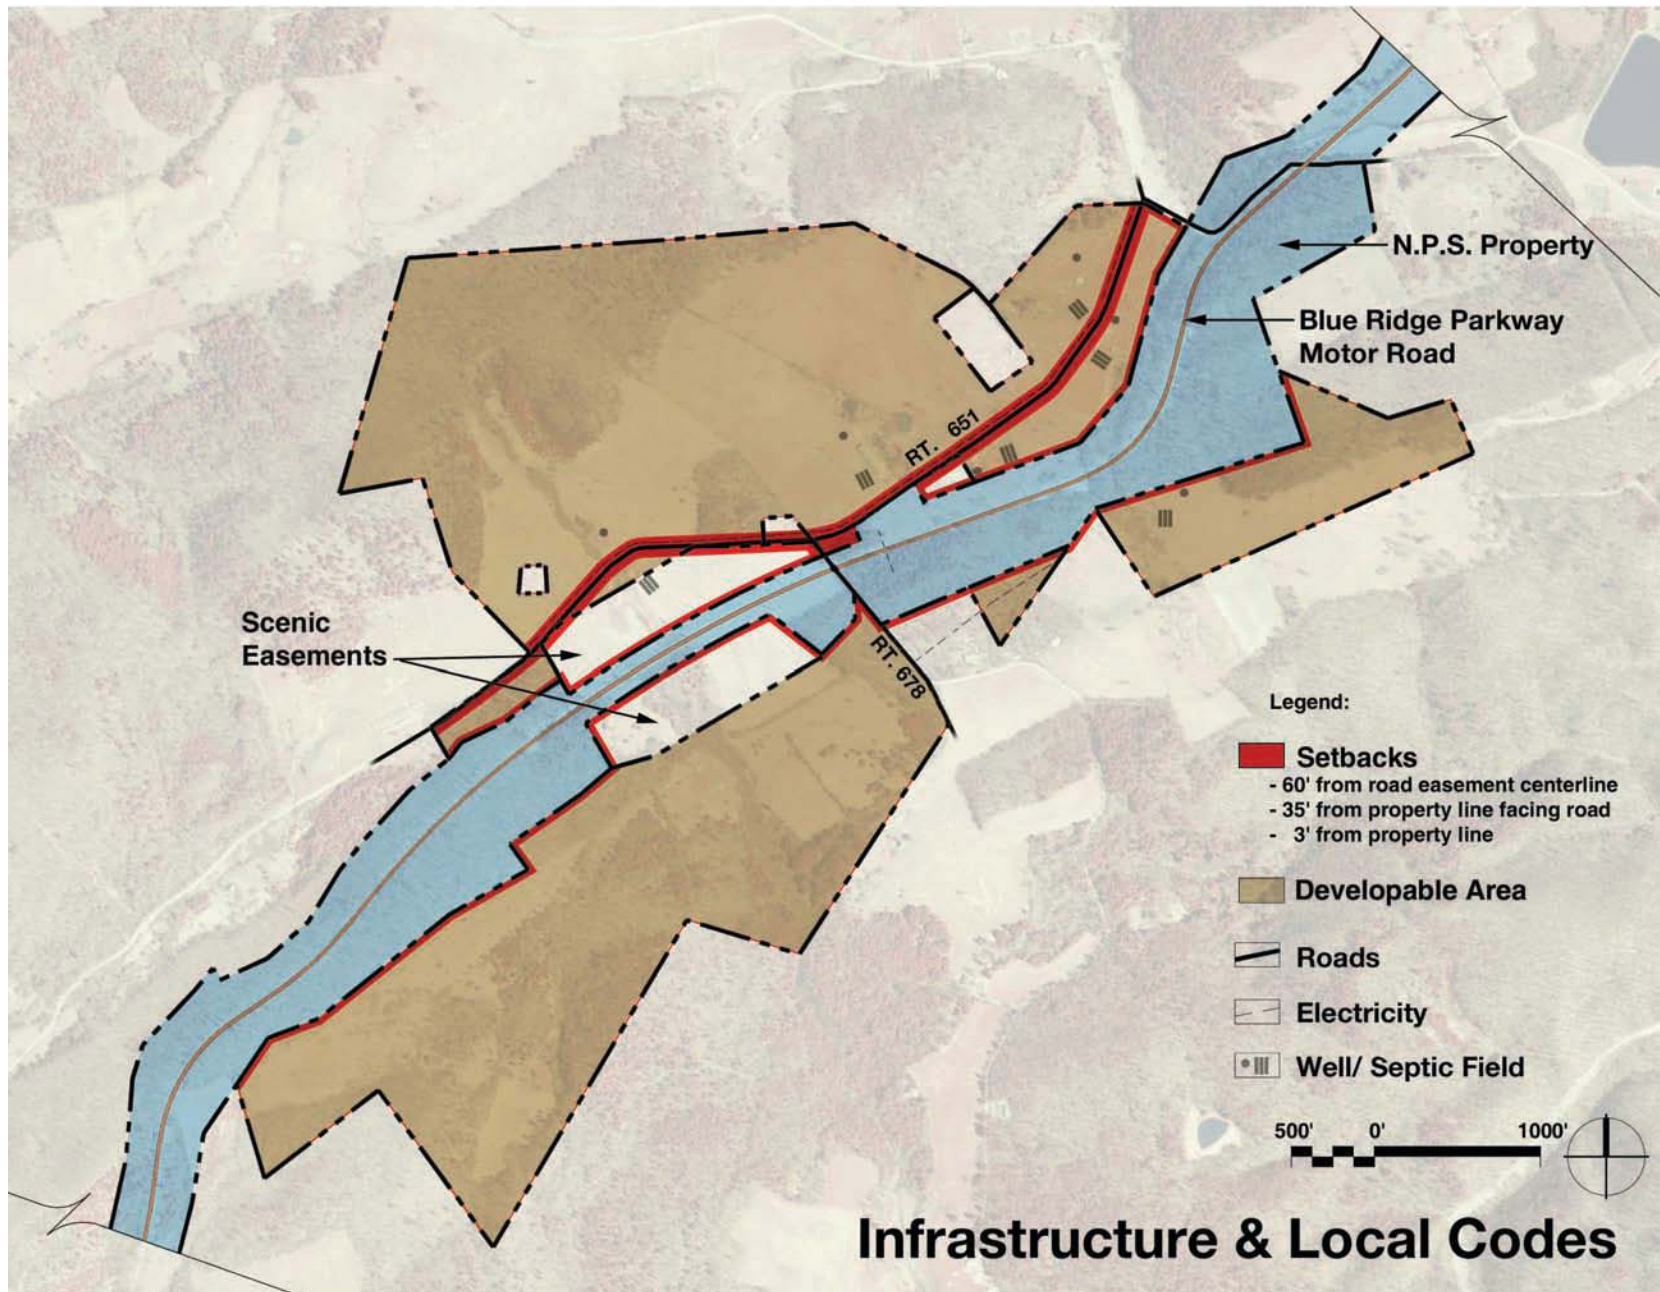 N.P.S. Property
Blue Ridge Parkway
Motor Road
RT. 651
Scenic
Easements
RT. 678
Legend:
Setbacks
- 60' from road easement centerline
- 35' from property line facing road
- 3' from property line
Developable Area
Roads
Electricity
Well/ Septic Field
500' 0' 1000'
Infrastructure & Local Codes